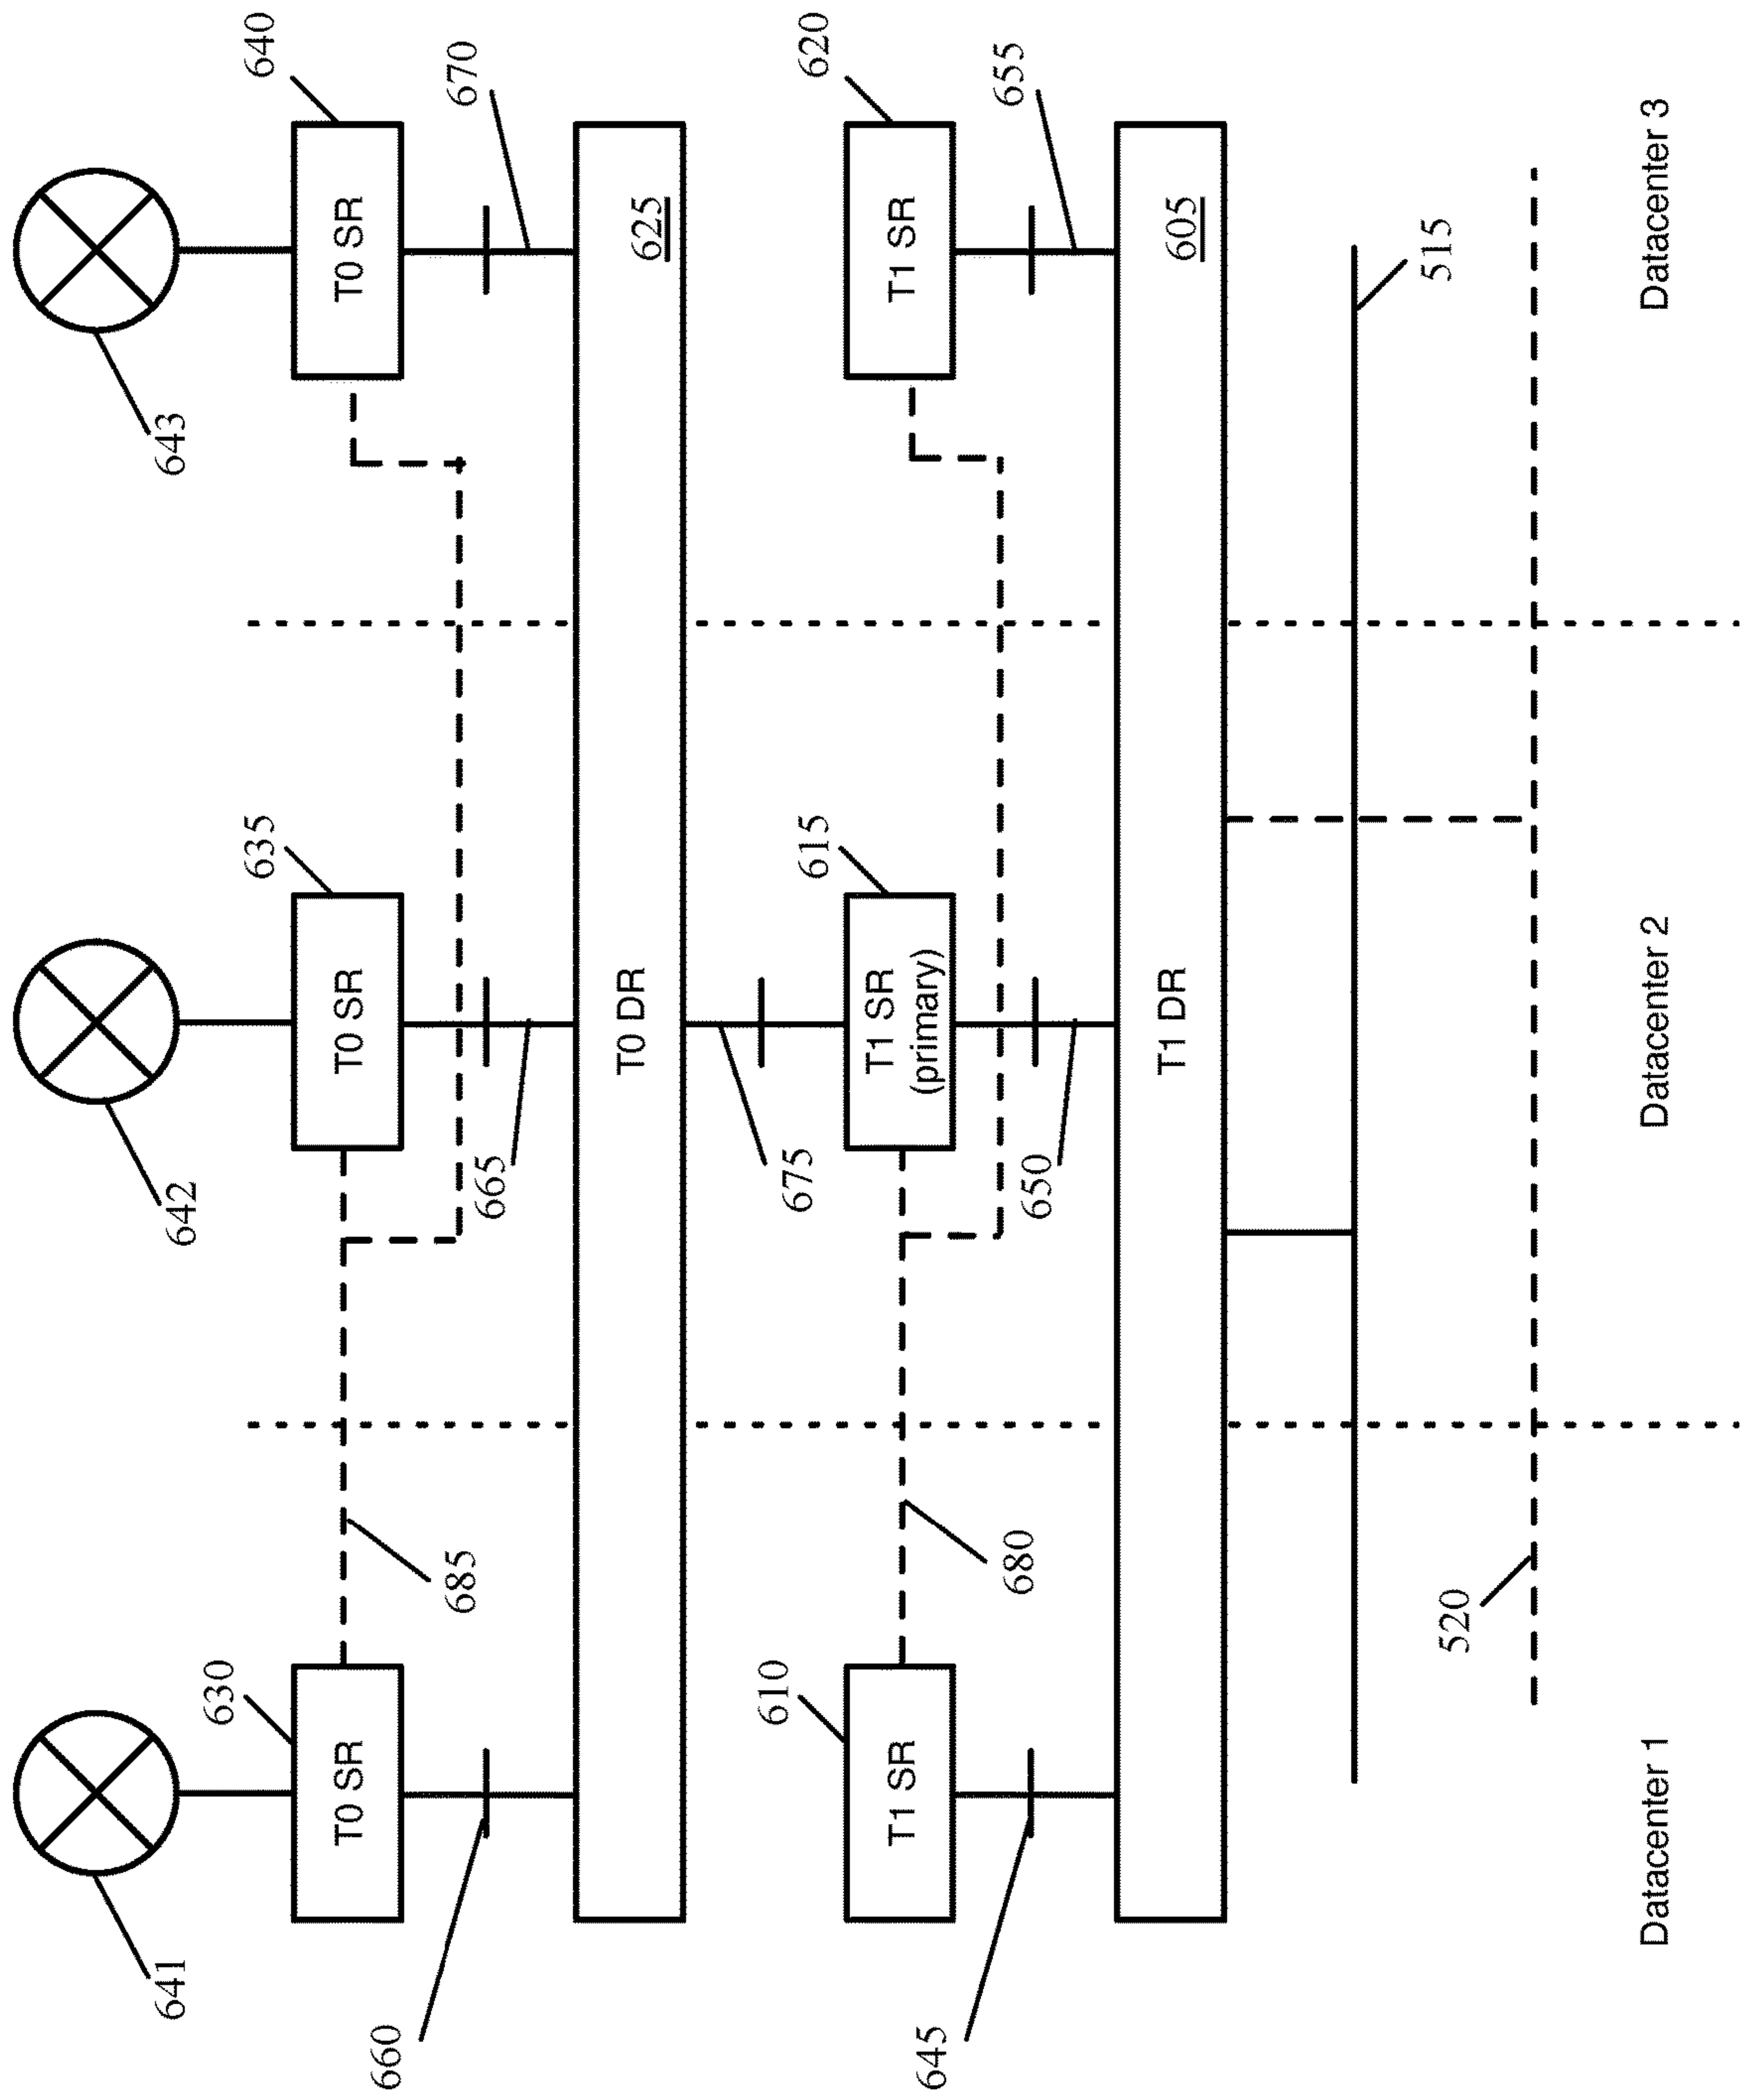 641
642
643
630
635
640
T0 SR
T0 SR
T0 SR
685
660
665
670
T0 DR
625
675
610
615
620
T1 SR
T1 SR
(primary)
T1 SR
680
645
650
655
T1 DR
605
515
520
Datacenter 1
Datacenter 2
Datacenter 3